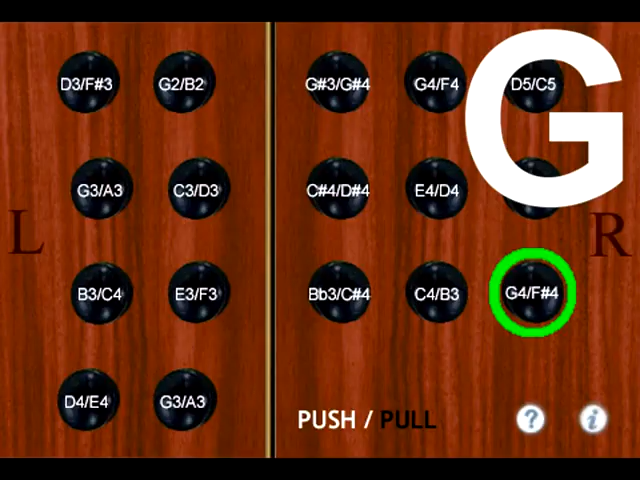 G
D3/F#3 G2/B2 G#3/G#4 G4/F4 D5/C5
G3/A3 C3/D3 C#4/D#4 E4/D4
L R
B3/C4 E3/F3 Bb3/C#4 C4/B3 G4/F#4
D4/E4 G3/A3
PUSH / PULL ? i